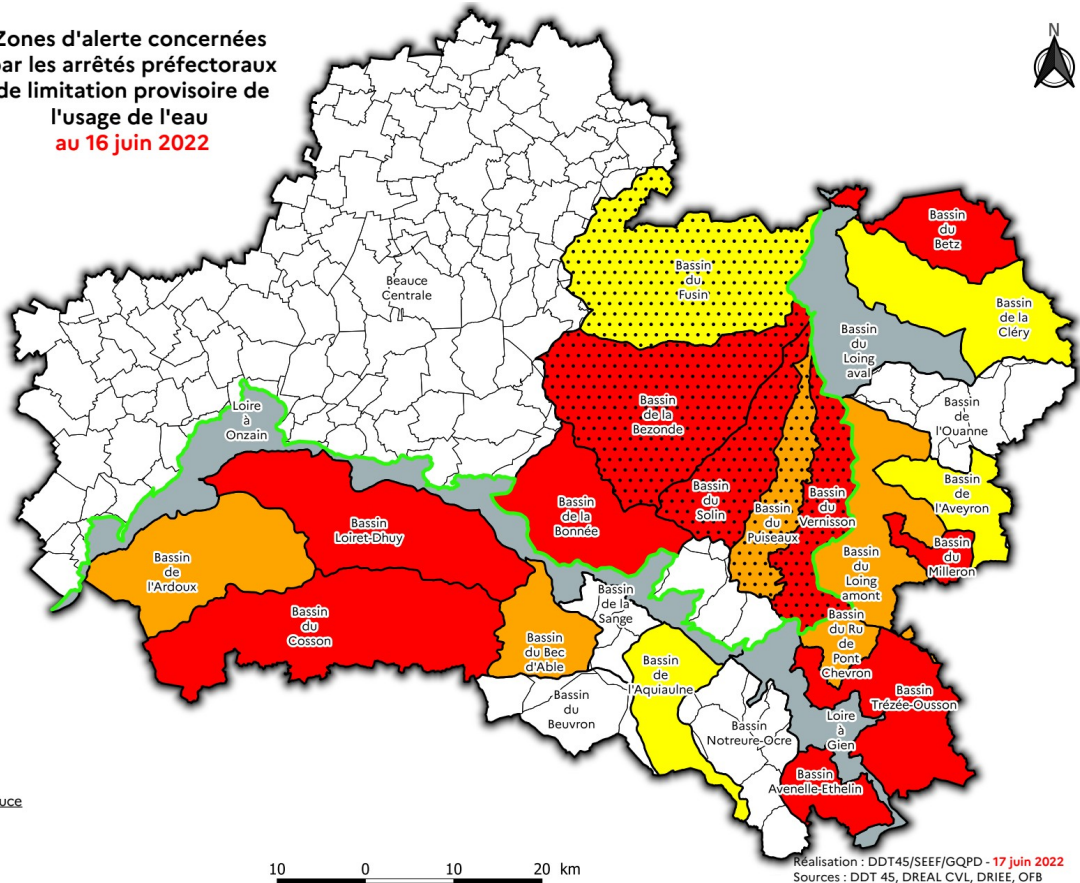 Zones d'alerte concernées
par les arrêtés préfectoraux
de limitation provisoire de
l'usage de l'eau
au 16 juin 2022
N
Bassin
du
Betz
Bassin
du
Fusin
Beauce
Centrale
Bassin
de la
Cléry
Bassin
du
Loing
aval
Bassin
de la
Bezonde
Bassin
de
l'Ouanne
Loire
à
Onzain
Bassin
du
Solin
Bassin
du
Puiseaux
Bassin
du
Vernisson
Bassin
de
l'Aveyron
Bassin
de la
Bonnée
Bassin
Loiret-Dhuy
Bassin
du
Milleron
Bassin
de
l'Ardoux
Bassin
du
Loing
amont
Bassin
de la
Sange
Bassin
du
Cosson
Bassin
du Ru
de
Pont
Chevron
Bassin
du Bec
d'Able
Bassin
de
l'Aquiaulne
Bassin
du
Beuvron
Bassin
Trézée-Ousson
Bassin
Notreure-Ocre
Loire
à
Gien
Bassin
Avenelle-Ethelin
10 0 10 20 km
Réalisation : DDT45/SEEF/GQPD - 17 juin 2022
Sources : DDT 45, DREAL CVL, DRIEE, OFB